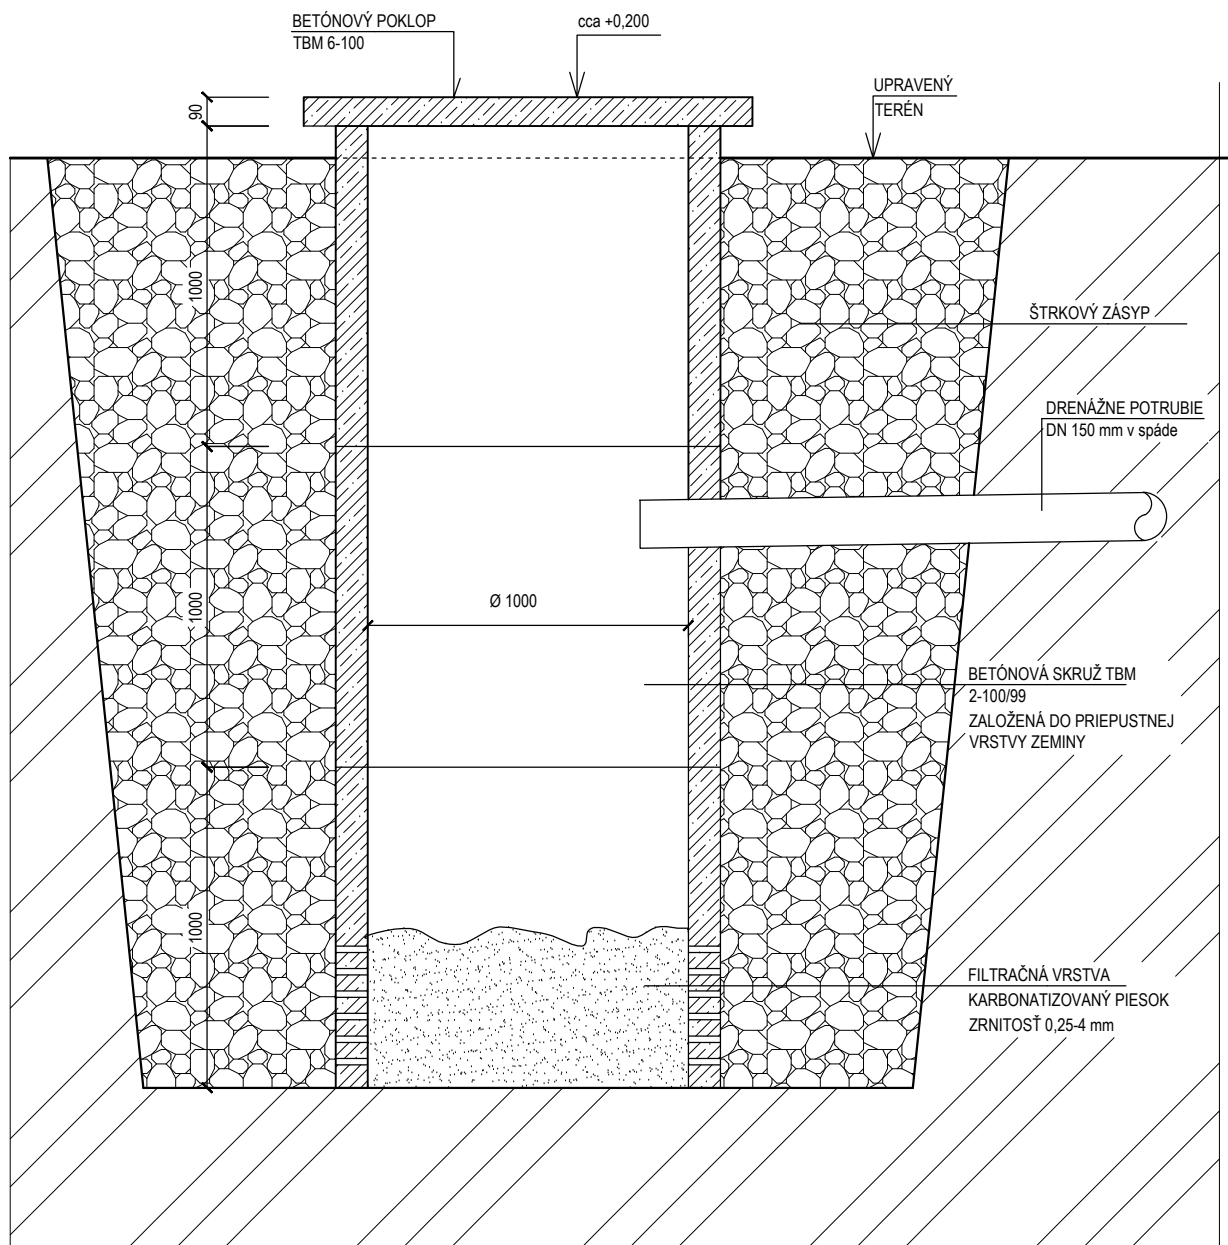 BETÓNOVÝ POKLOP
TBM 6-100
cca +0,200
UPRAVENÝ
TERÉN
90
1000
ŠTRKOVÝ ZÁSYP
DRENÁŽNE POTRUBIE
DN 150 mm v spáde
1000
Ø 1000
BETÓNOVÁ SKRUŽ TBM
2-100/99
ZALOŽENÁ DO PRIEPUSTNEJ
VRSTVY ZEMINY
1000
FILTRAČNÁ VRSTVA
KARBONATIZOVANÝ PIESOK
ZRNITOSŤ 0,25-4 mm